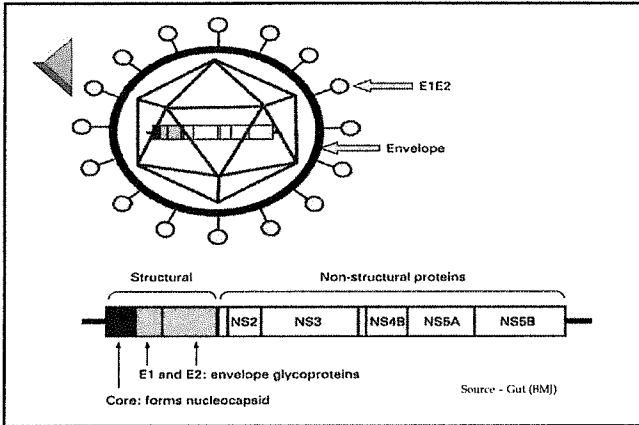 E1E2
Envelope
Structural Non-structural proteins
NS2 NS3 NS4B NS5A NS5B
E1 and E2: envelope glycoproteins
Core: forms nucleocapsid
Source - Gut (BMJ)